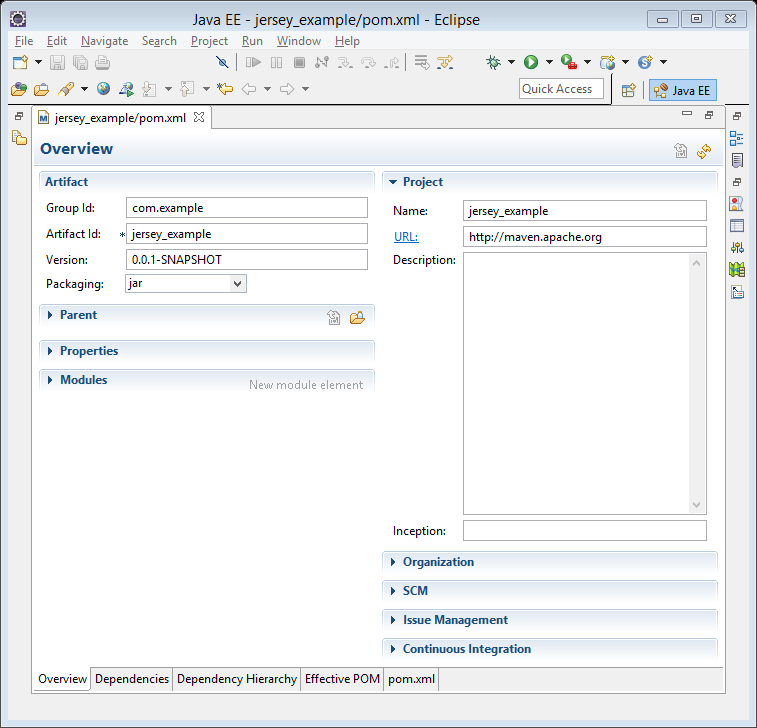 Java EE - jersey_example/pom.xml - Eclipse
File Edit Navigate Search Project Run Window Help
Quick Access
Java EE
jersey_example/pom.xml
Overview
Artifact
Group Id: com.example
Artifact Id: * jersey_example
Version: 0.0.1-SNAPSHOT
Packaging: jar
Parent
Properties
Modules
New module element
Project
Name: jersey_example
URL: http://maven.apache.org
Description:
Inception:
Organization
SCM
Issue Management
Continuous Integration
Overview Dependencies Dependency Hierarchy Effective POM pom.xml